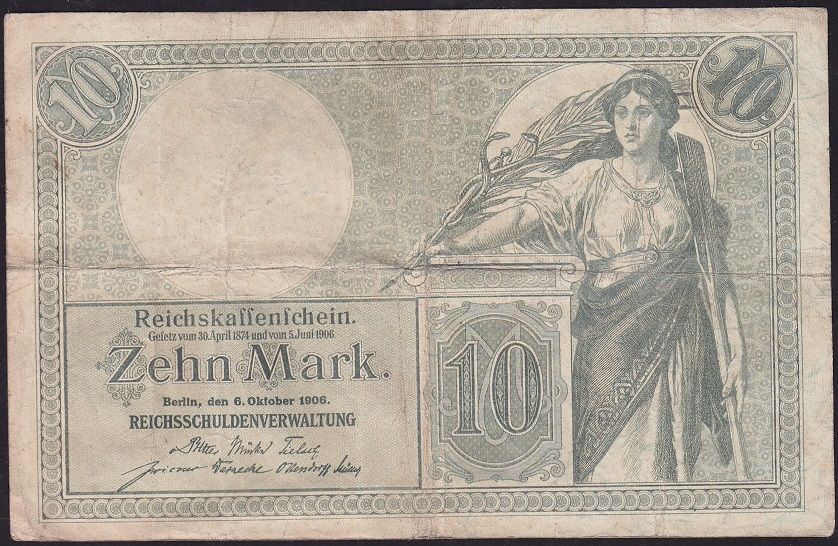 10
10
Reichskaſſenſchein.
Geſetz vom 30. April 1874 und vom 5. Juni 1906
Zehn Mark.
Berlin, den 6. Oktober 1906.
REICHSSCHULDENVERWALTUNG
10